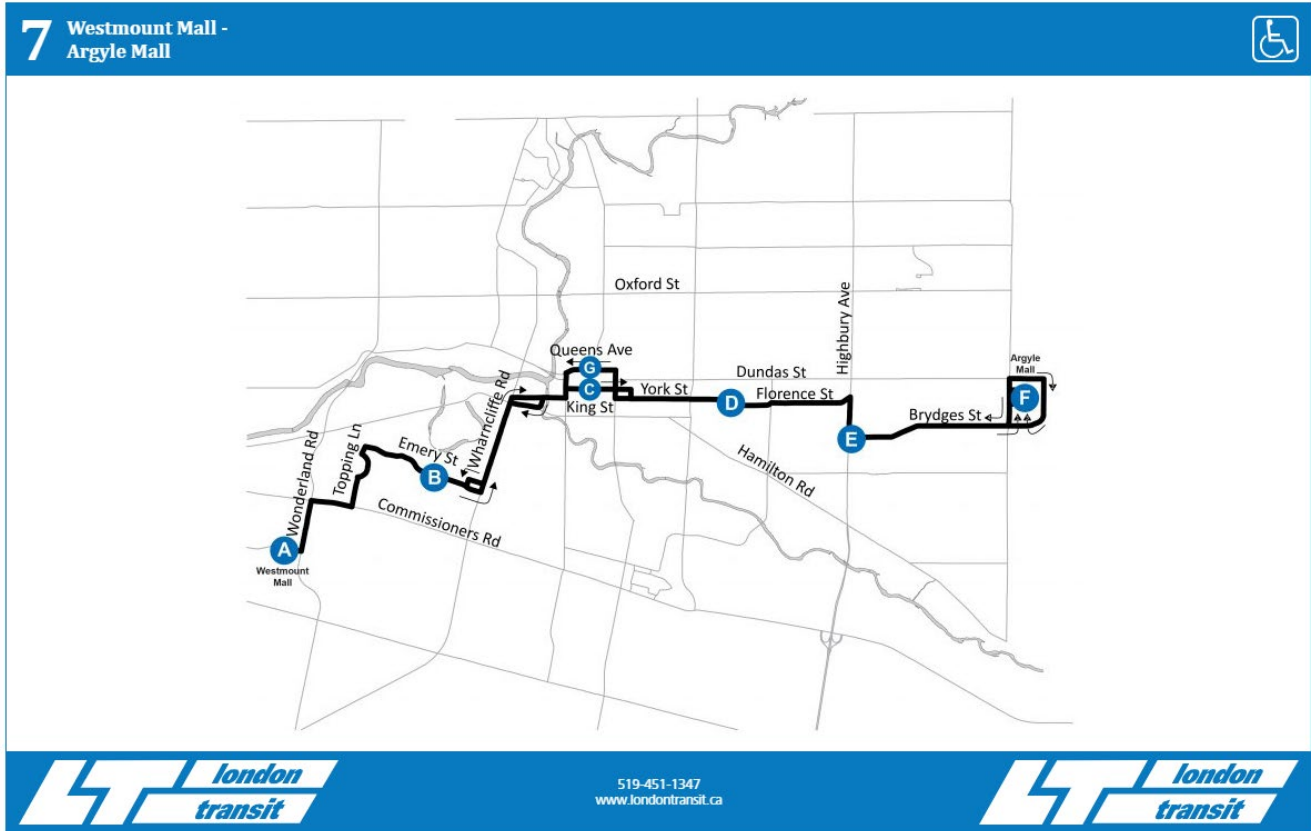 7
Westmount Mall -
Argyle Mall
Oxford St
Highbury Ave
Queens Ave
G
C
King St
York St
Dundas St
D
Florence St
Argyle
Mall
F
Brydges St
E
Wharncliffe Rd
Emery St
B
Topping Ln
Wonderland Rd
Hamilton Rd
Commissioners Rd
A
Westmount
Mall
LT london
transit
519-451-1347
www.londontransit.ca
LT london
transit